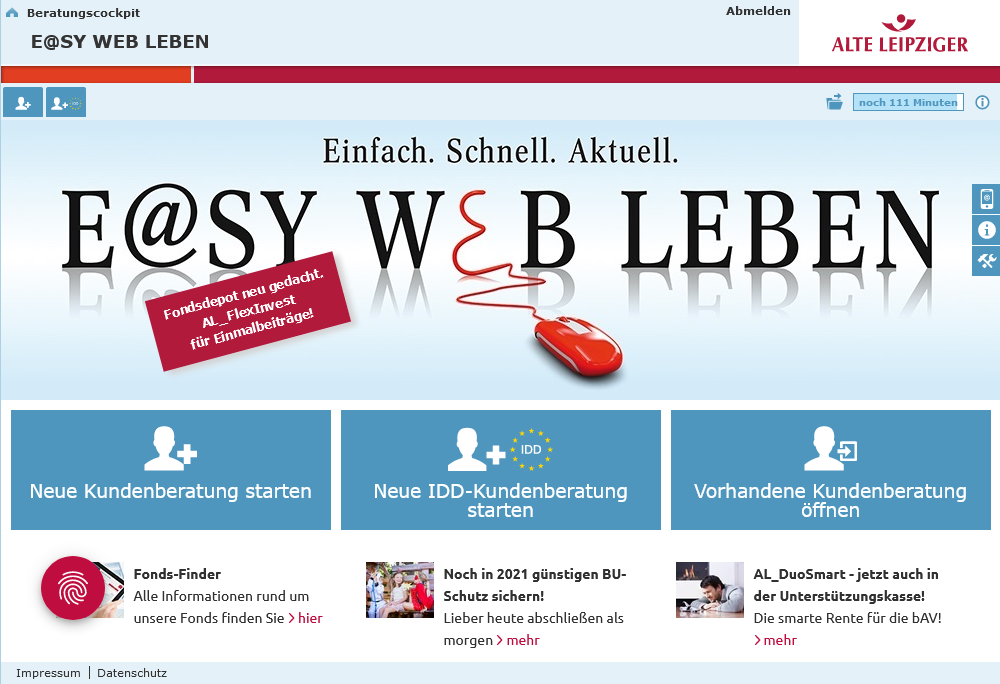 Beratungscockpit
Abmelden
E@SY WEB LEBEN
ALTE LEIPZIGER
IDD
noch 111 Minuten
Einfach. Schnell. Aktuell.
E@SY WEB LEBEN
Fondsdepot neu gedacht.
AL_FlexInvest
für Einmalbeiträge!
IDD
Neue Kundenberatung starten
Neue IDD-Kundenberatung
starten
Vorhandene Kundenberatung
öffnen
Fonds-Finder
Alle Informationen rund um
unsere Fonds finden Sie > hier
Noch in 2021 günstigen BU-
Schutz sichern!
Lieber heute abschließen als
morgen > mehr
AL_DuoSmart - jetzt auch in
der Unterstützungskasse!
Die smarte Rente für die bAV!
> mehr
Impressum | Datenschutz